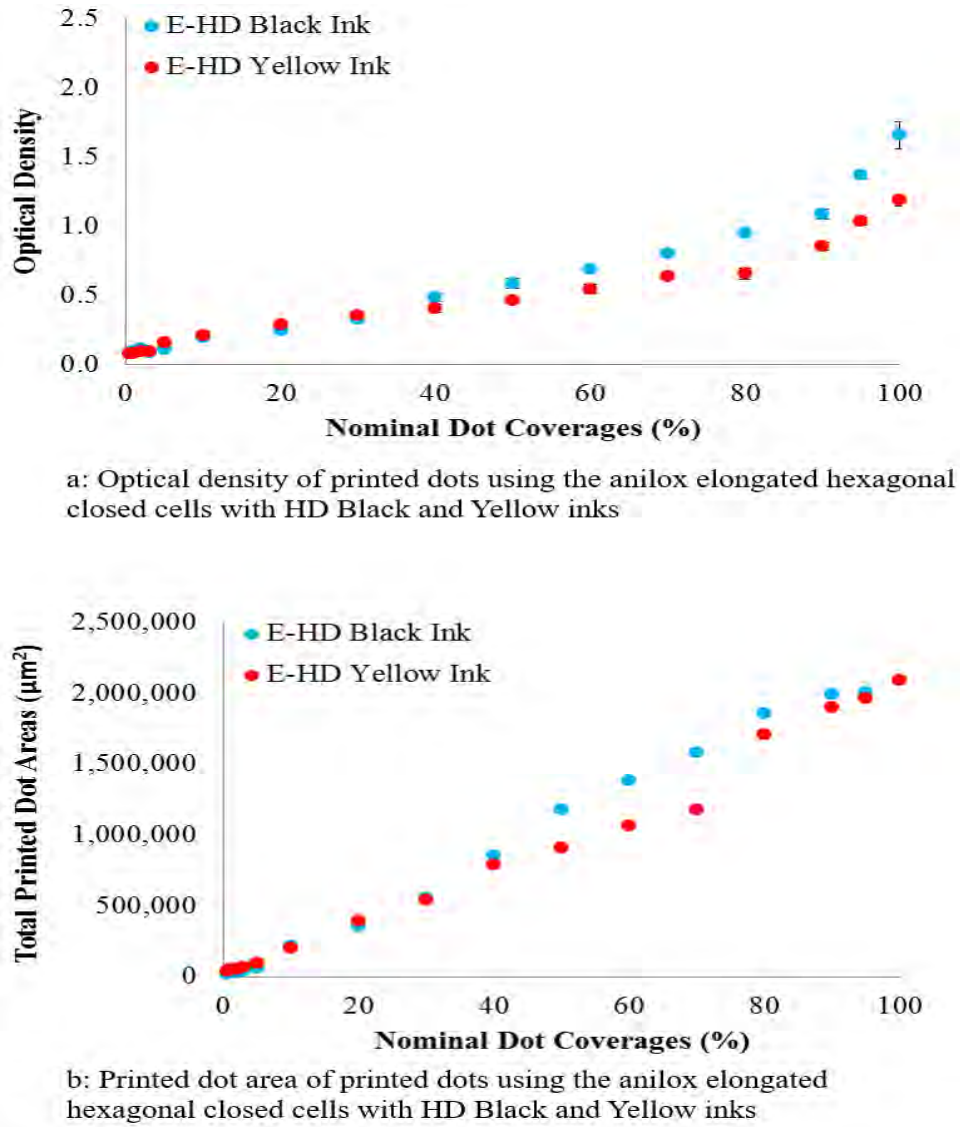 2.5
E-HD Black Ink
2.0
E-HD Yellow Ink
1.5
1.0
0.5
0.0
Optical Density
0 20 40 60 80 100
Nominal Dot Coverages (%)
a: Optical density of printed dots using the anilox elongated hexagonal
closed cells with HD Black and Yellow inks
2,500,000
E-HD Black Ink
2,000,000
E-HD Yellow Ink
1,500,000
1,000,000
500,000
0
Total Printed Dot Areas (μm²)
0 20 40 60 80 100
Nominal Dot Coverages (%)
b: Printed dot area of printed dots using the anilox elongated
hexagonal closed cells with HD Black and Yellow inks